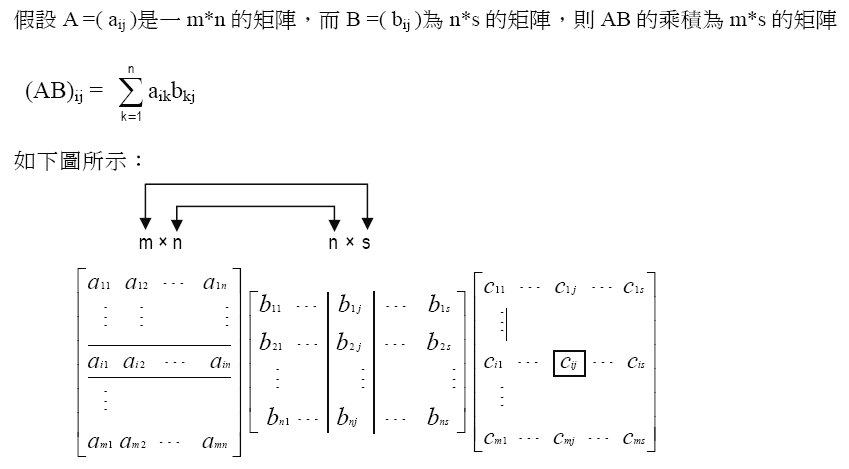 假設 A =( aij )是一 m*n 的矩陣，而 B =( bij )為 n*s 的矩陣，則 AB 的乘積為 m*s 的矩陣
n
(AB)ij = ∑ aikbkj
k=1
如下圖所示：
m × n n × s
a11 a12 ⋯ a1n
⋮ ⋮ ⋮
ai1 ai2 ⋯ ain
⋮
am1 am2 ⋯ amn
b11 ⋯ b1j ⋯ b1s
b21 ⋯ b2j ⋯ b2s
⋮ ⋮ ⋮
bn1 ⋯ bnj ⋯ bns
c11 ⋯ c1j ⋯ c1s
⋮
ci1 ⋯ cij ⋯ cis
⋮
cm1 ⋯ cmj ⋯ cms